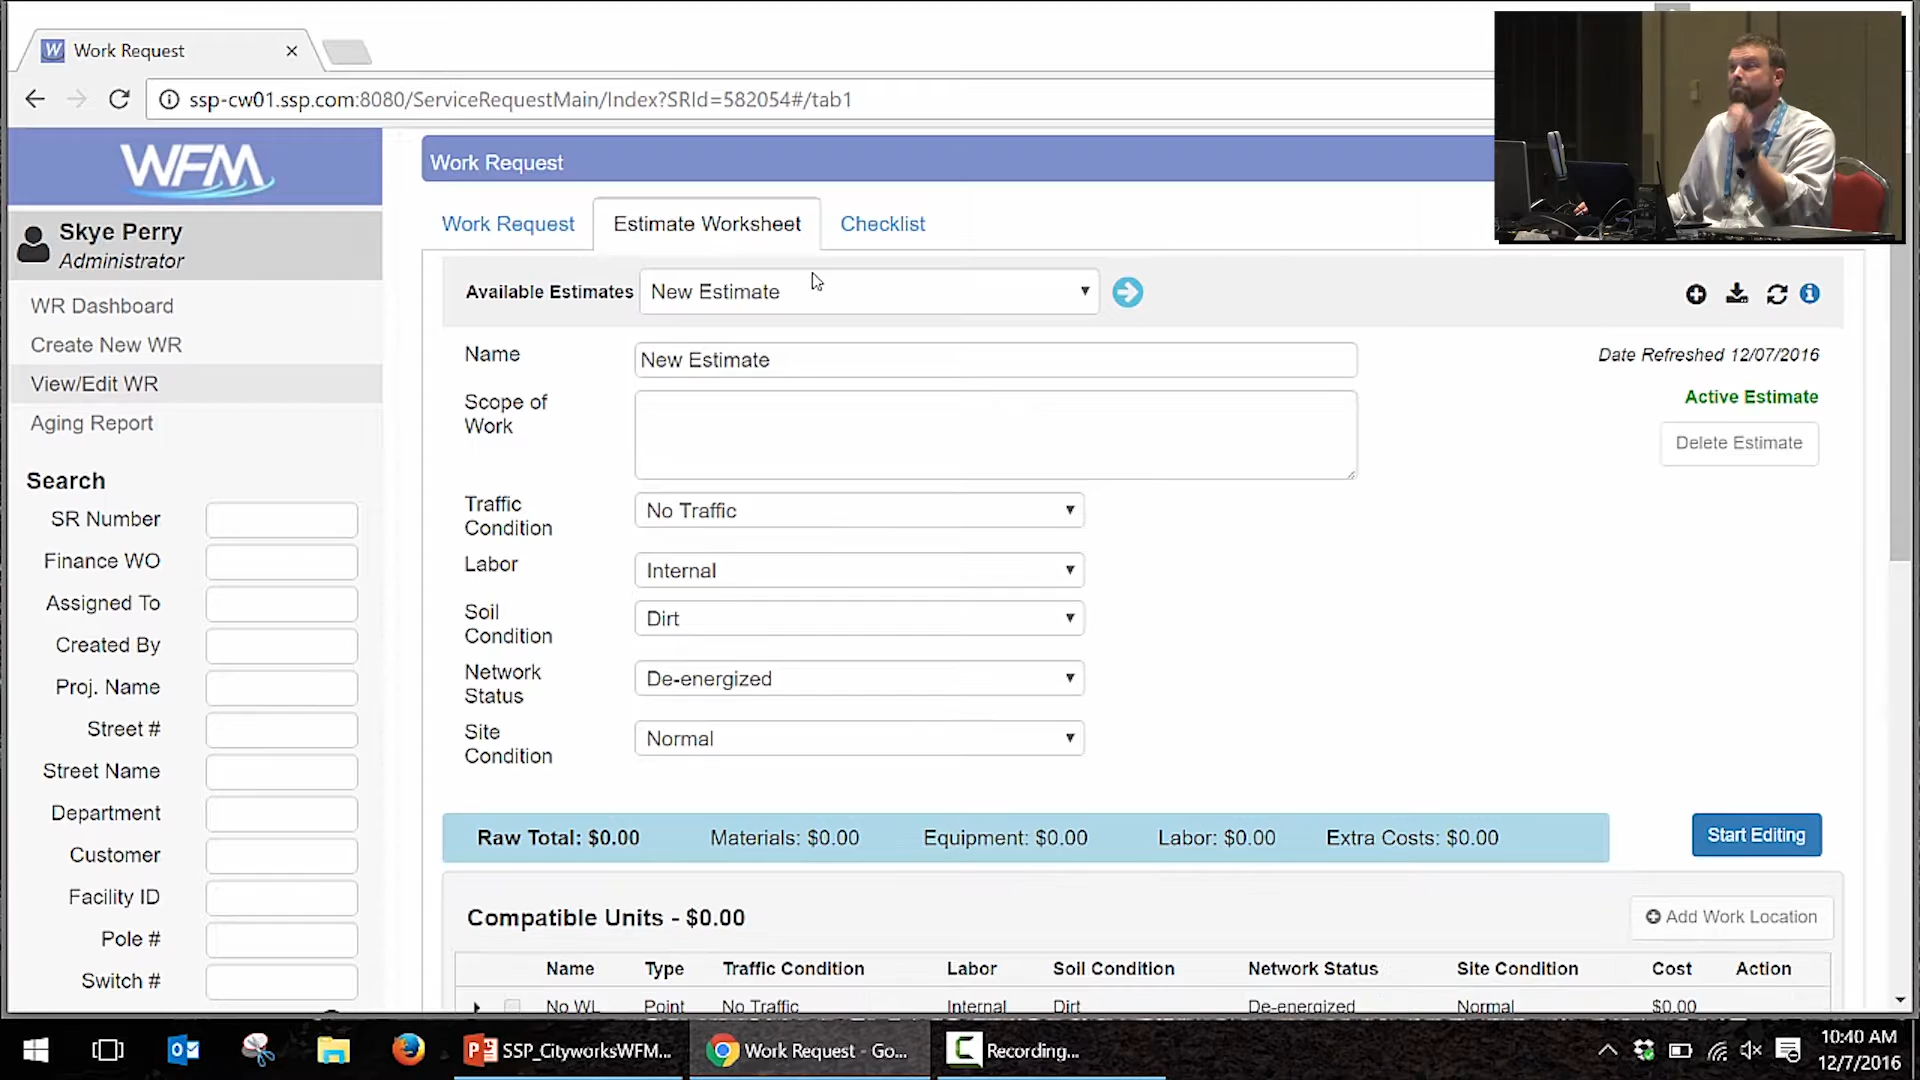 Work Request
ssp-cw01.ssp.com:8080/ServiceRequestMain/Index?SRId=582054#/tab1
WFM
Skye Perry
Administrator
WR Dashboard
Create New WR
View/Edit WR
Aging Report
Search
SR Number
Finance WO
Assigned To
Created By
Proj. Name
Street #
Street Name
Department
Customer
Facility ID
Pole #
Switch #
Work Request
Work Request Estimate Worksheet Checklist
Available Estimates New Estimate
Name New Estimate
Date Refreshed 12/07/2016
Scope of
Work
Active Estimate
Delete Estimate
Traffic
Condition
No Traffic
Labor Internal
Soil
Condition
Dirt
Network
Status
De-energized
Site
Condition
Normal
Raw Total: $0.00 Materials: $0.00 Equipment: $0.00 Labor: $0.00 Extra Costs: $0.00
Start Editing
Compatible Units - $0.00
Add Work Location
Name Type Traffic Condition Labor Soil Condition Network Status Site Condition Cost Action
No WL Point No Traffic Internal Dirt De-energized Normal $0.00
SSP_CityworksWFM... Work Request - Go... Recording...
10:40 AM
12/7/2016